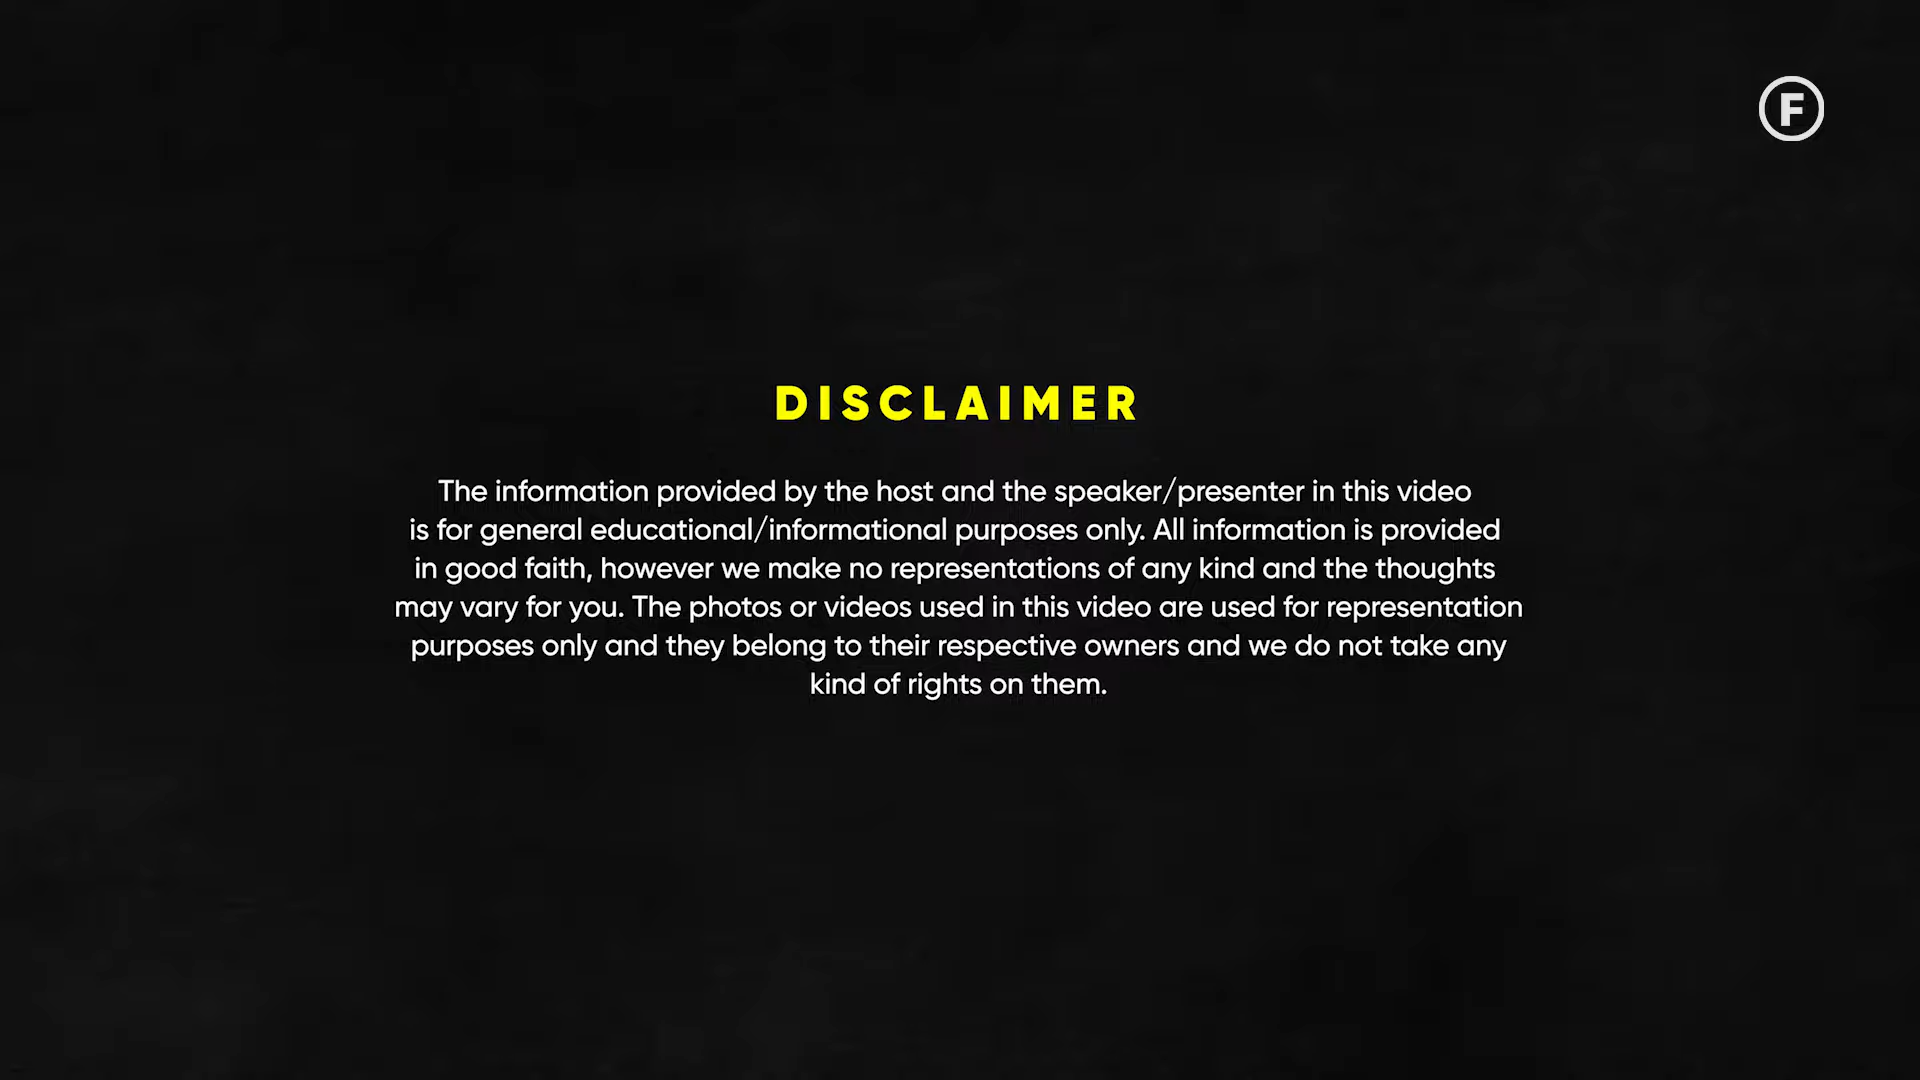 F
DISCLAIMER
The information provided by the host and the speaker/presenter in this video
is for general educational/informational purposes only. All information is provided
in good faith, however we make no representations of any kind and the thoughts
may vary for you. The photos or videos used in this video are used for representation
purposes only and they belong to their respective owners and we do not take any
kind of rights on them.